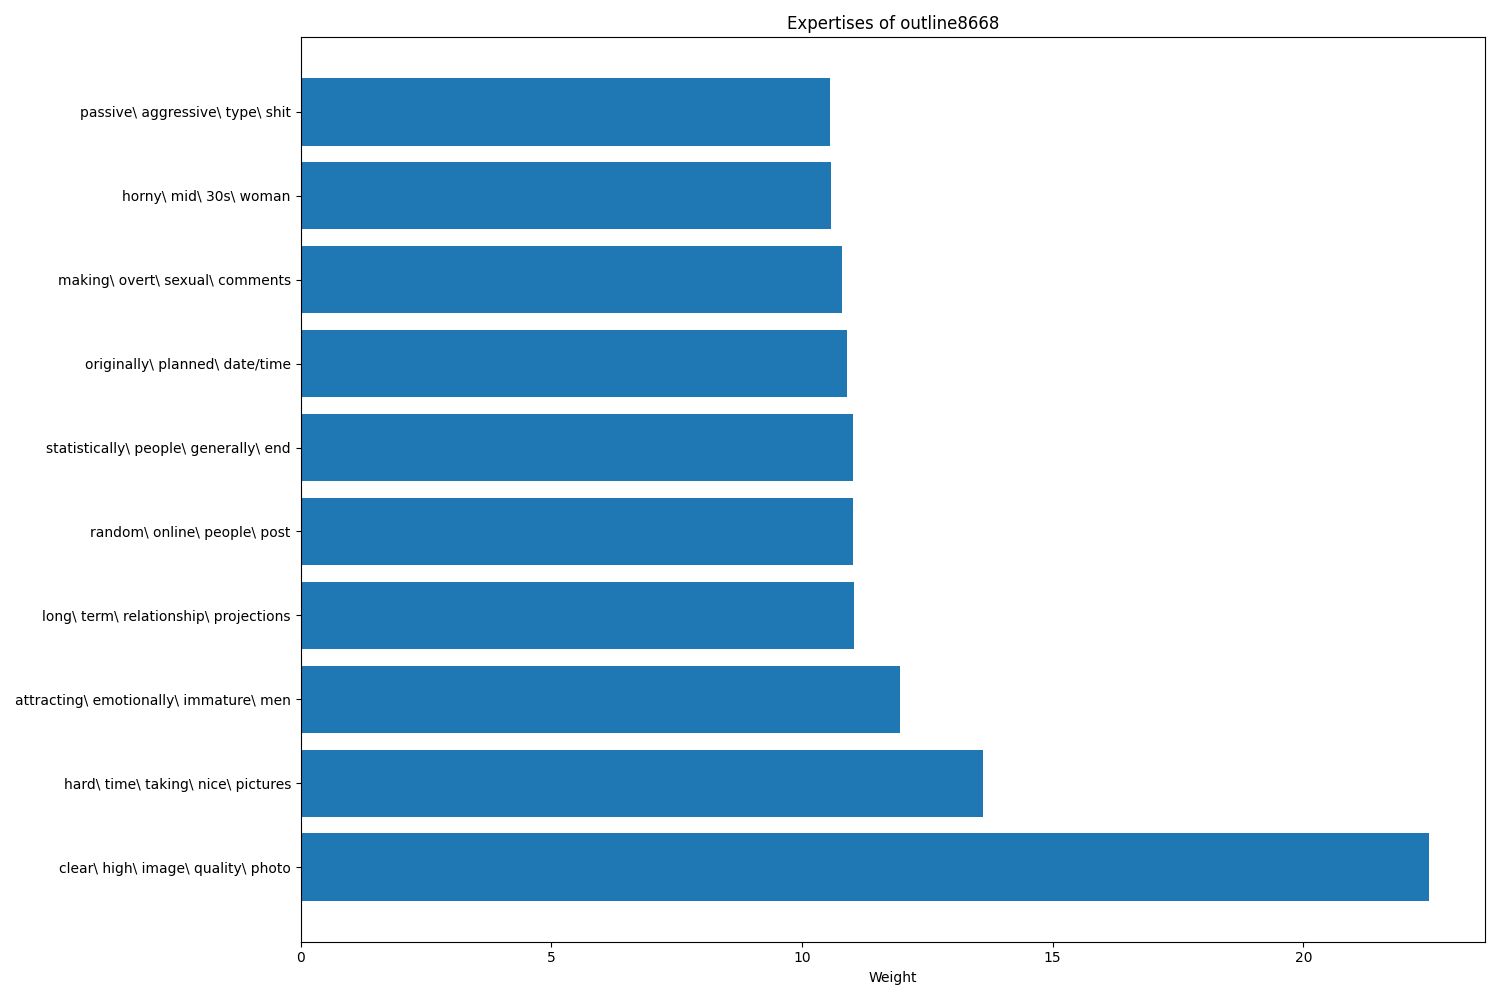 Expertises of outline8668
passive\ aggressive\ type\ shit
horny\ mid\ 30s\ woman
making\ overt\ sexual\ comments
originally\ planned\ date/time
statistically\ people\ generally\ end
random\ online\ people\ post
long\ term\ relationship\ projections
attracting\ emotionally\ immature\ men
hard\ time\ taking\ nice\ pictures
clear\ high\ image\ quality\ photo
0 5 10 15 20
Weight